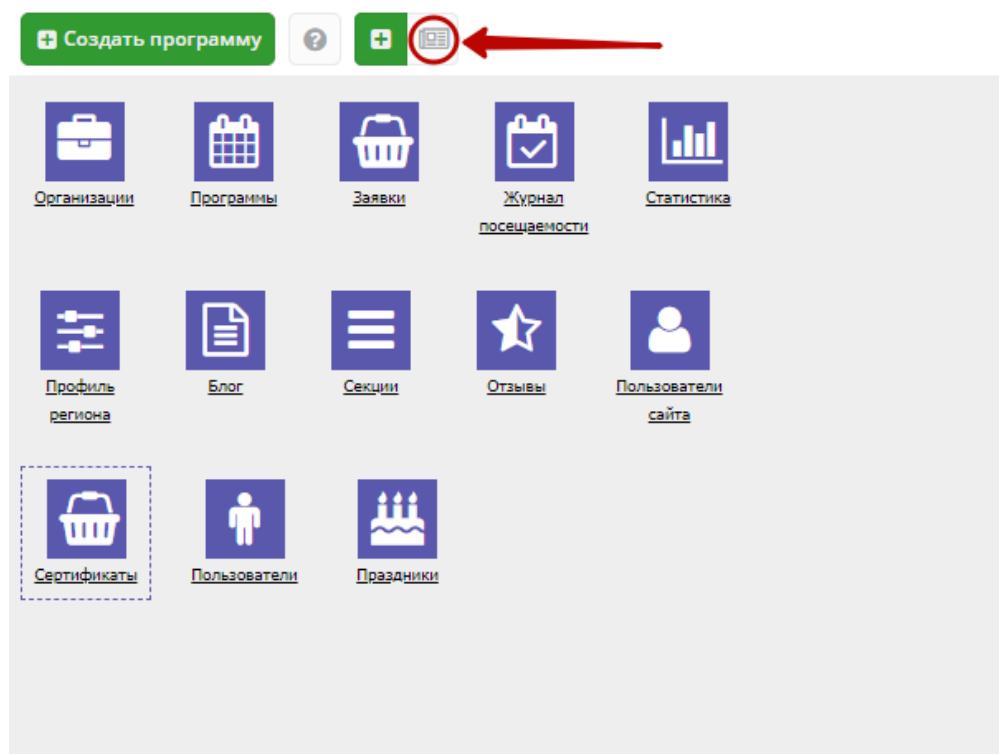 Создать программу
Организации
Программы
Заявки
Журнал
посещаемости
Статистика
Профиль
региона
Блог
Секции
Отзывы
Пользователи
сайта
Сертификаты
Пользователи
Праздники